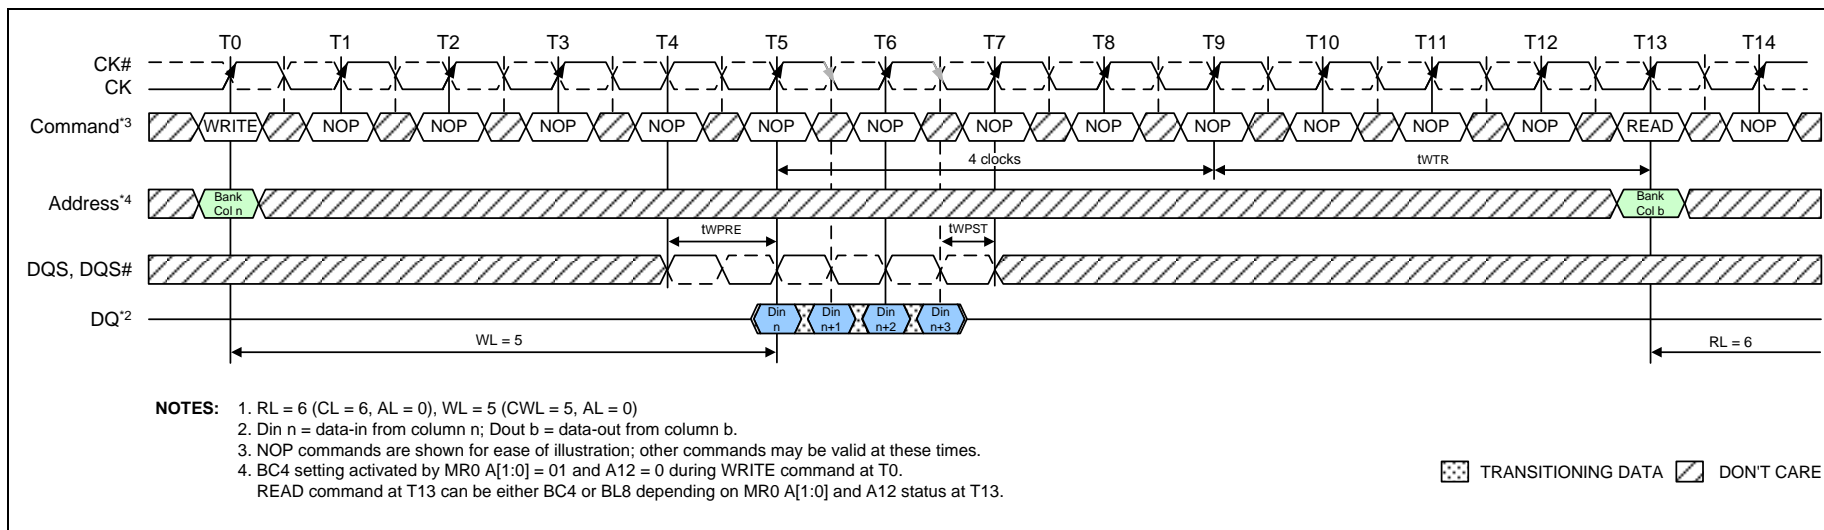 T0 T1 T2 T3 T4 T5 T6 T7 T8 T9 T10 T11 T12 T13 T14
CK#
CK
Command*3 WRITE NOP NOP NOP NOP NOP NOP NOP NOP NOP NOP NOP NOP READ NOP
4 clocks tWTR
Address*4 Bank Col n Bank Col b
tWPRE tWPST
DQS, DQS#
DQ*2 Din n Din n+1 Din n+2 Din n+3
WL = 5 RL = 6
NOTES: 1. RL = 6 (CL = 6, AL = 0), WL = 5 (CWL = 5, AL = 0)
2. Din n = data-in from column n; Dout b = data-out from column b.
3. NOP commands are shown for ease of illustration; other commands may be valid at these times.
4. BC4 setting activated by MR0 A[1:0] = 01 and A12 = 0 during WRITE command at T0.
READ command at T13 can be either BC4 or BL8 depending on MR0 A[1:0] and A12 status at T13.
TRANSITIONING DATA DON'T CARE